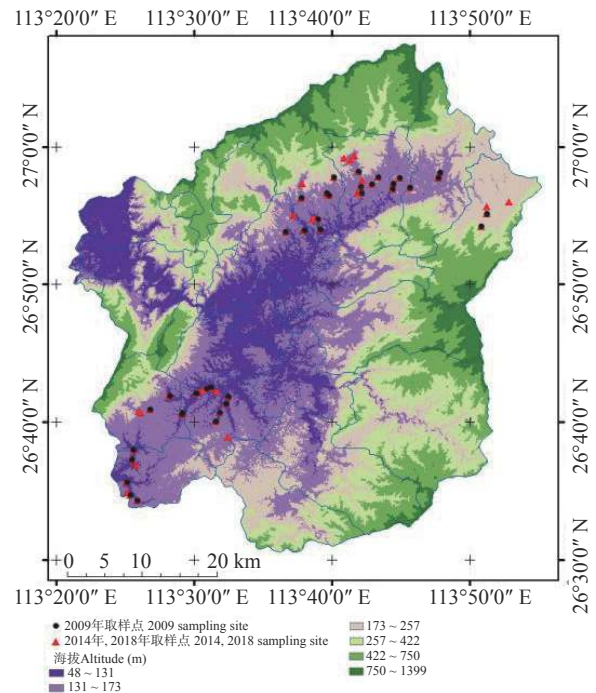 113°20′0″ E 113°30′0″ E 113°40′0″ E 113°50′0″ E
27°0′0″ N 27°0′0″ N
26°50′0″ N 26°50′0″ N
26°40′0″ N 26°40′0″ N
26°30′0″ N
0 5 10 20 km
113°20′0″ E 113°30′0″ E 113°40′0″ E 113°50′0″ E
2009年取样点 2009 sampling site
2014年, 2018年取样点 2014, 2018 sampling site
海拔Altitude (m)
48 ~ 131
131 ~ 173
173 ~ 257
257 ~ 422
422 ~ 750
750 ~ 1399